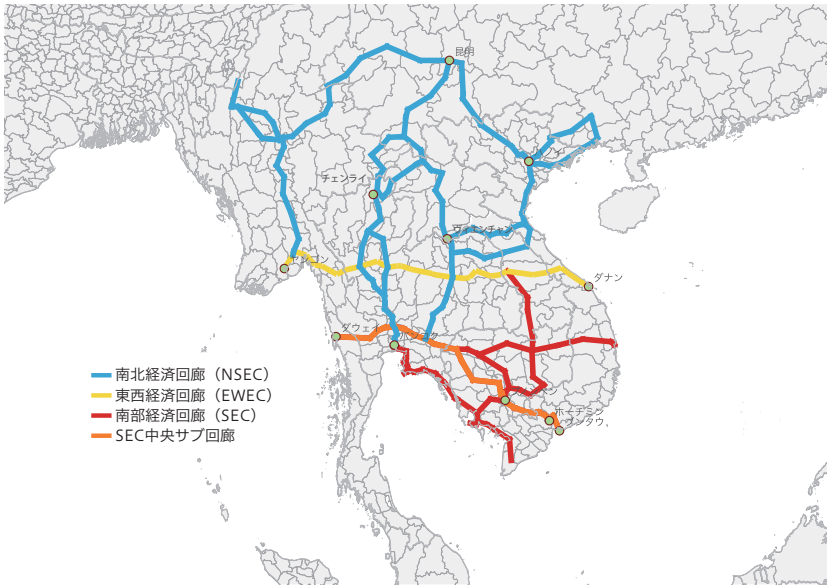 昆明
ハノイ
チェンライ
ヴィエンチャン
ヤンゴン
ダナン
ダウェイ
バンコク
ホーチミン
ブンタウ
南北経済回廊（NSEC）
東西経済回廊（EWEC）
南部経済回廊（SEC）
SEC中央サブ回廊